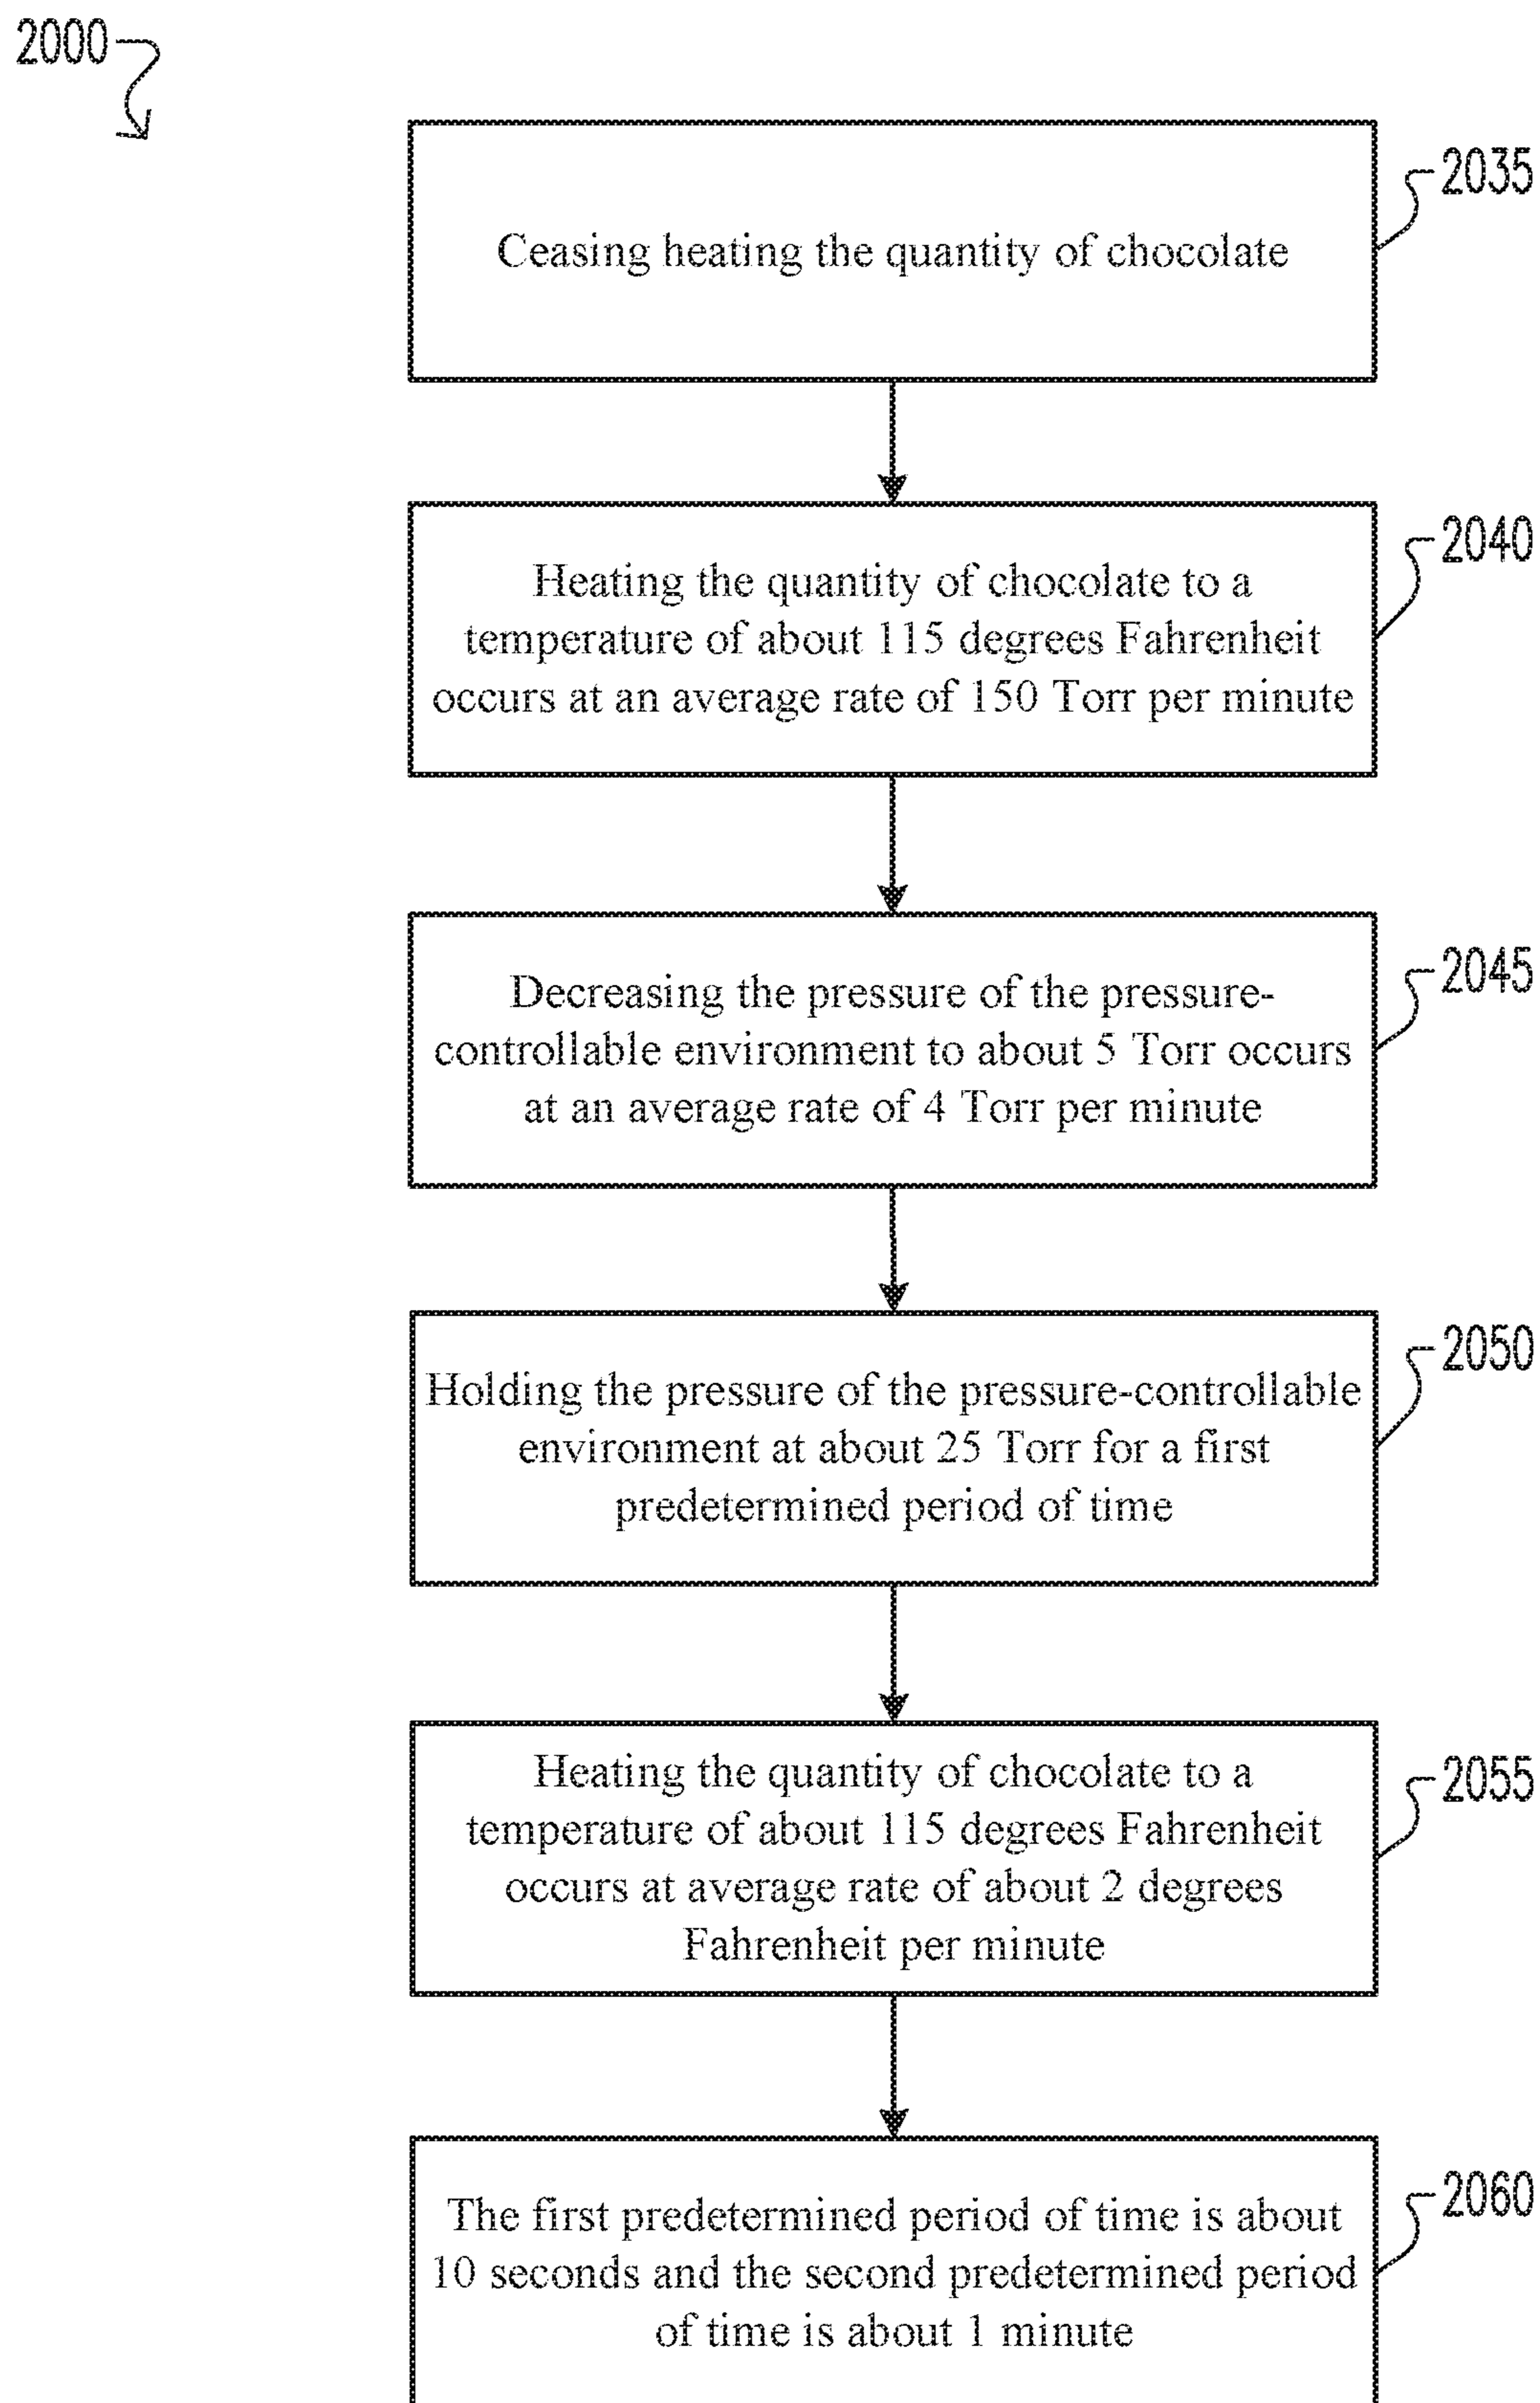 2000
2035
Ceasing heating the quantity of chocolate
2040
Heating the quantity of chocolate to a
temperature of about 115 degrees Fahrenheit
occurs at an average rate of 150 Torr per minute
2045
Decreasing the pressure of the pressure-
controllable environment to about 5 Torr occurs
at an average rate of 4 Torr per minute
2050
Holding the pressure of the pressure-controllable
environment at about 25 Torr for a first
predetermined period of time
2055
Heating the quantity of chocolate to a
temperature of about 115 degrees Fahrenheit
occurs at average rate of about 2 degrees
Fahrenheit per minute
2060
The first predetermined period of time is about
10 seconds and the second predetermined period
of time is about 1 minute